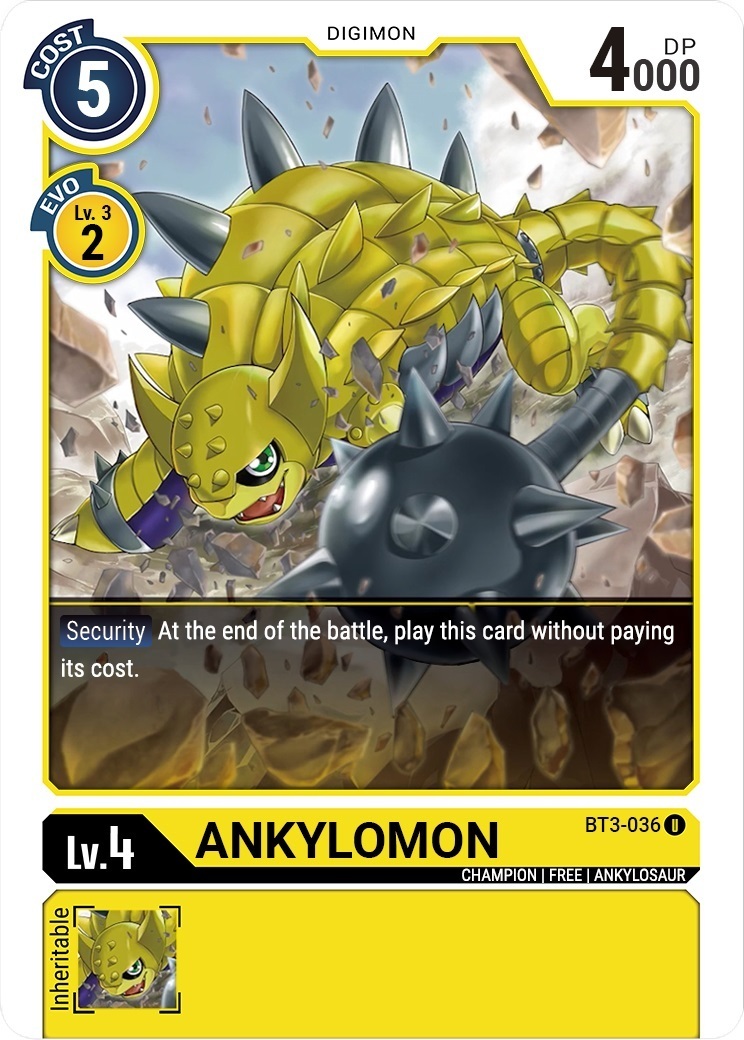 DIGIMON
COST
5
DP
4000
EVO
Lv. 3
2
Security At the end of the battle, play this card without paying
its cost.
BT3-036 U
Lv.4
ANKYLOMON
CHAMPION | FREE | ANKYLOSAUR
Inheritable